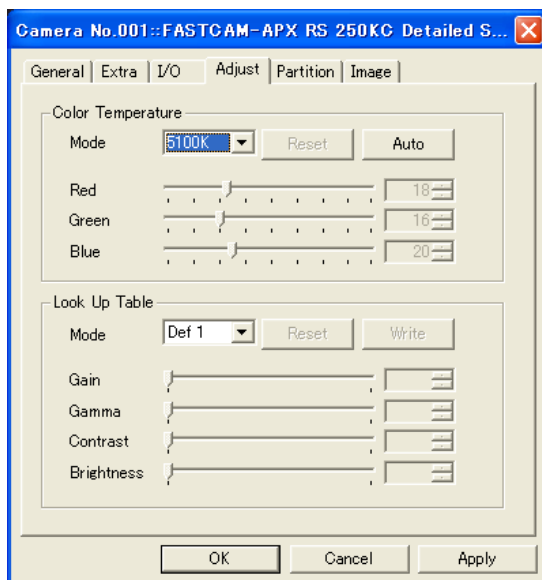 Camera No.001::FASTCAM-APX RS 250KC Detailed S...
General Extra I/O Adjust Partition Image
Color Temperature
Mode 5100K Reset Auto
Red 18
Green 16
Blue 20
Look Up Table
Mode Def 1 Reset Write
Gain
Gamma
Contrast
Brightness
OK Cancel Apply